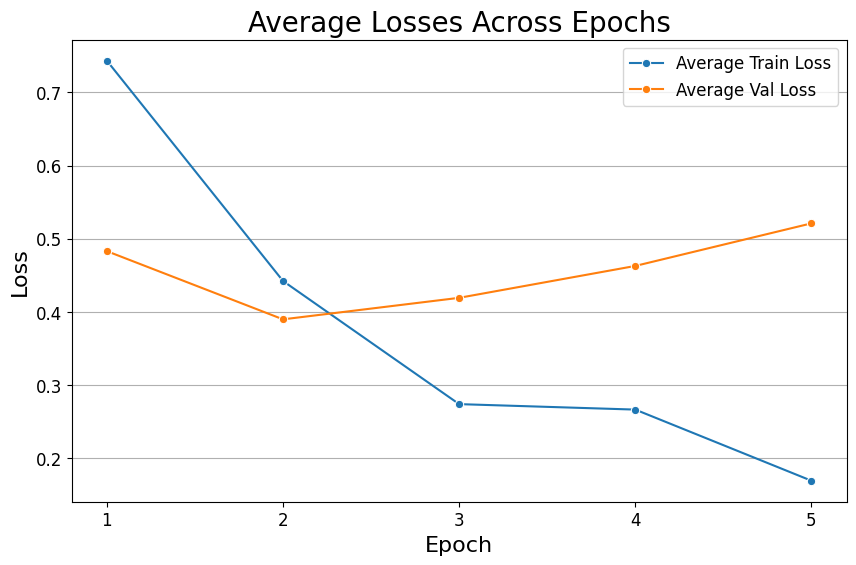 Average Losses Across Epochs
Average Train Loss
Average Val Loss
Loss
0.7
0.6
0.5
0.4
0.3
0.2
1 2 3 4 5
Epoch